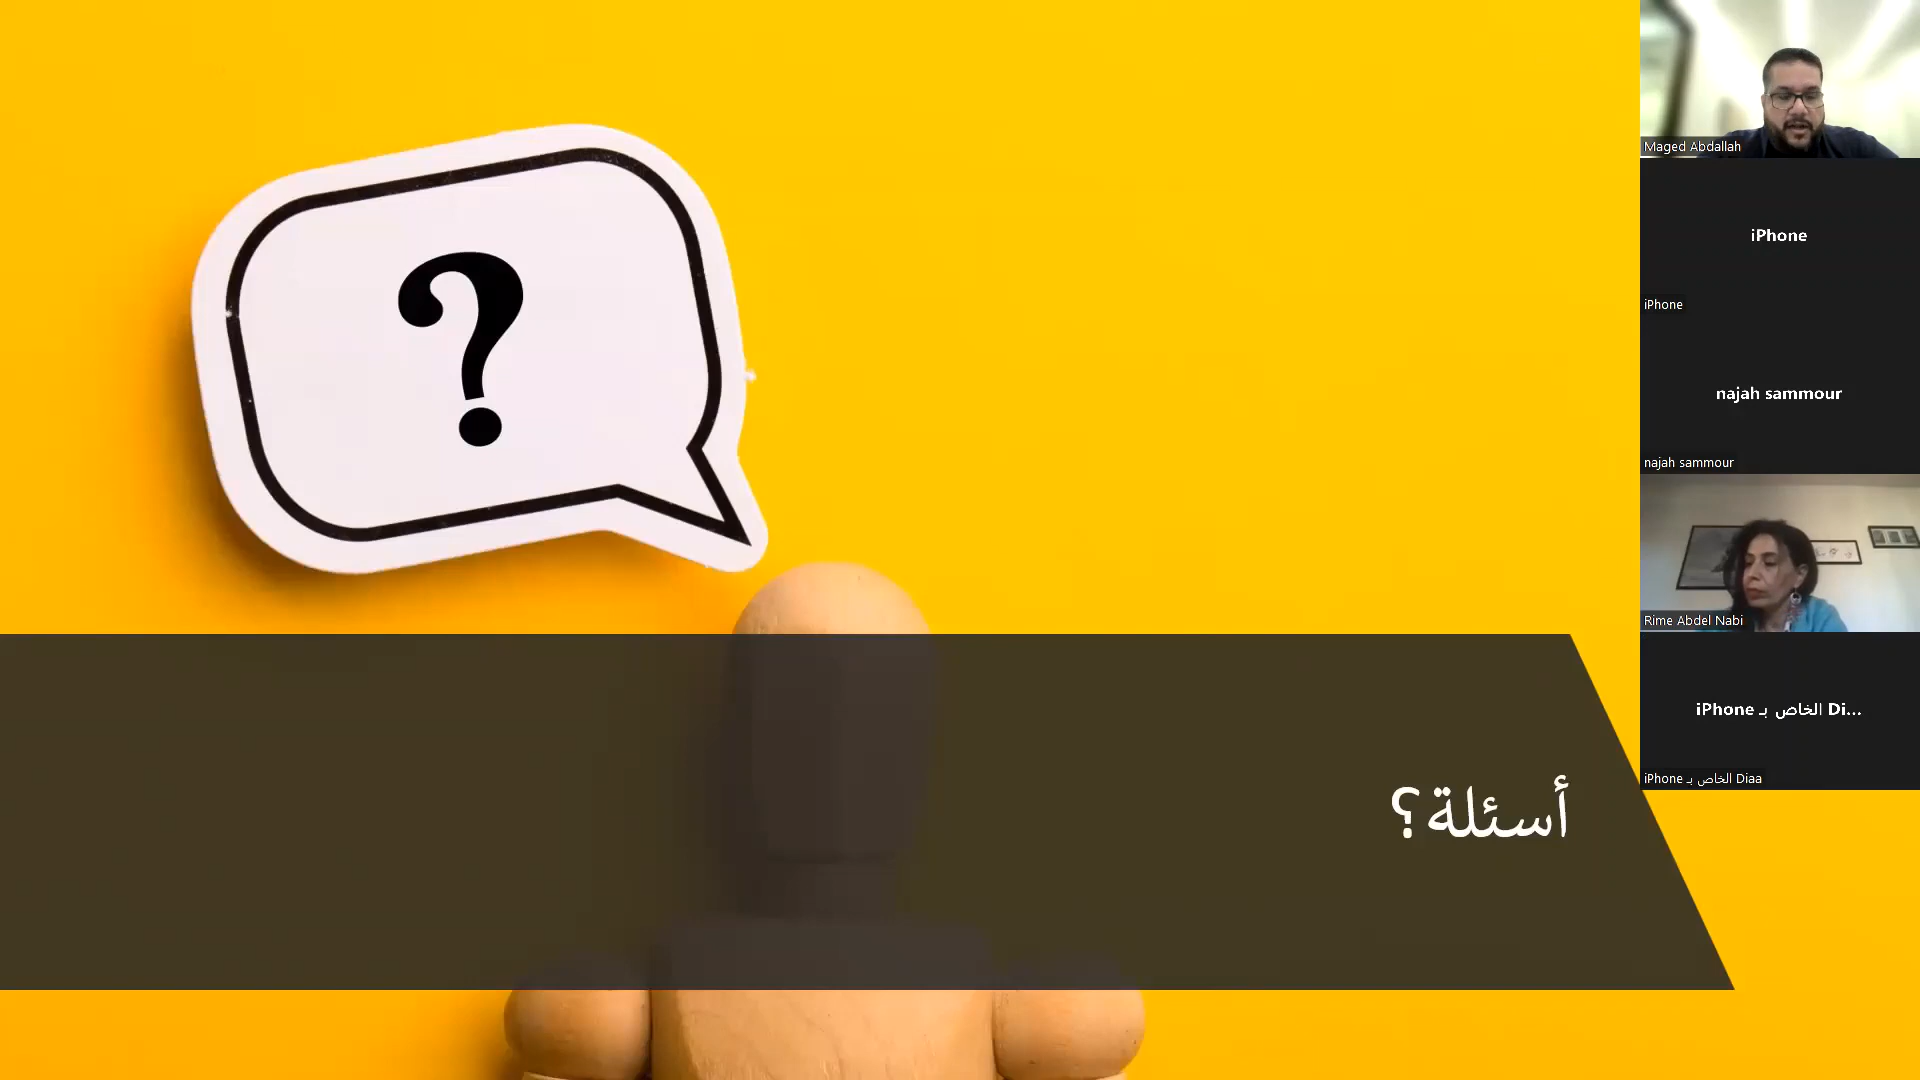 ?
أسئلة؟
Maged Abdallah
iPhone
iPhone
najah sammour
najah sammour
Rime Abdel Nabi
iPhone الخاص بـ Di...
iPhone الخاص بـ Diaa